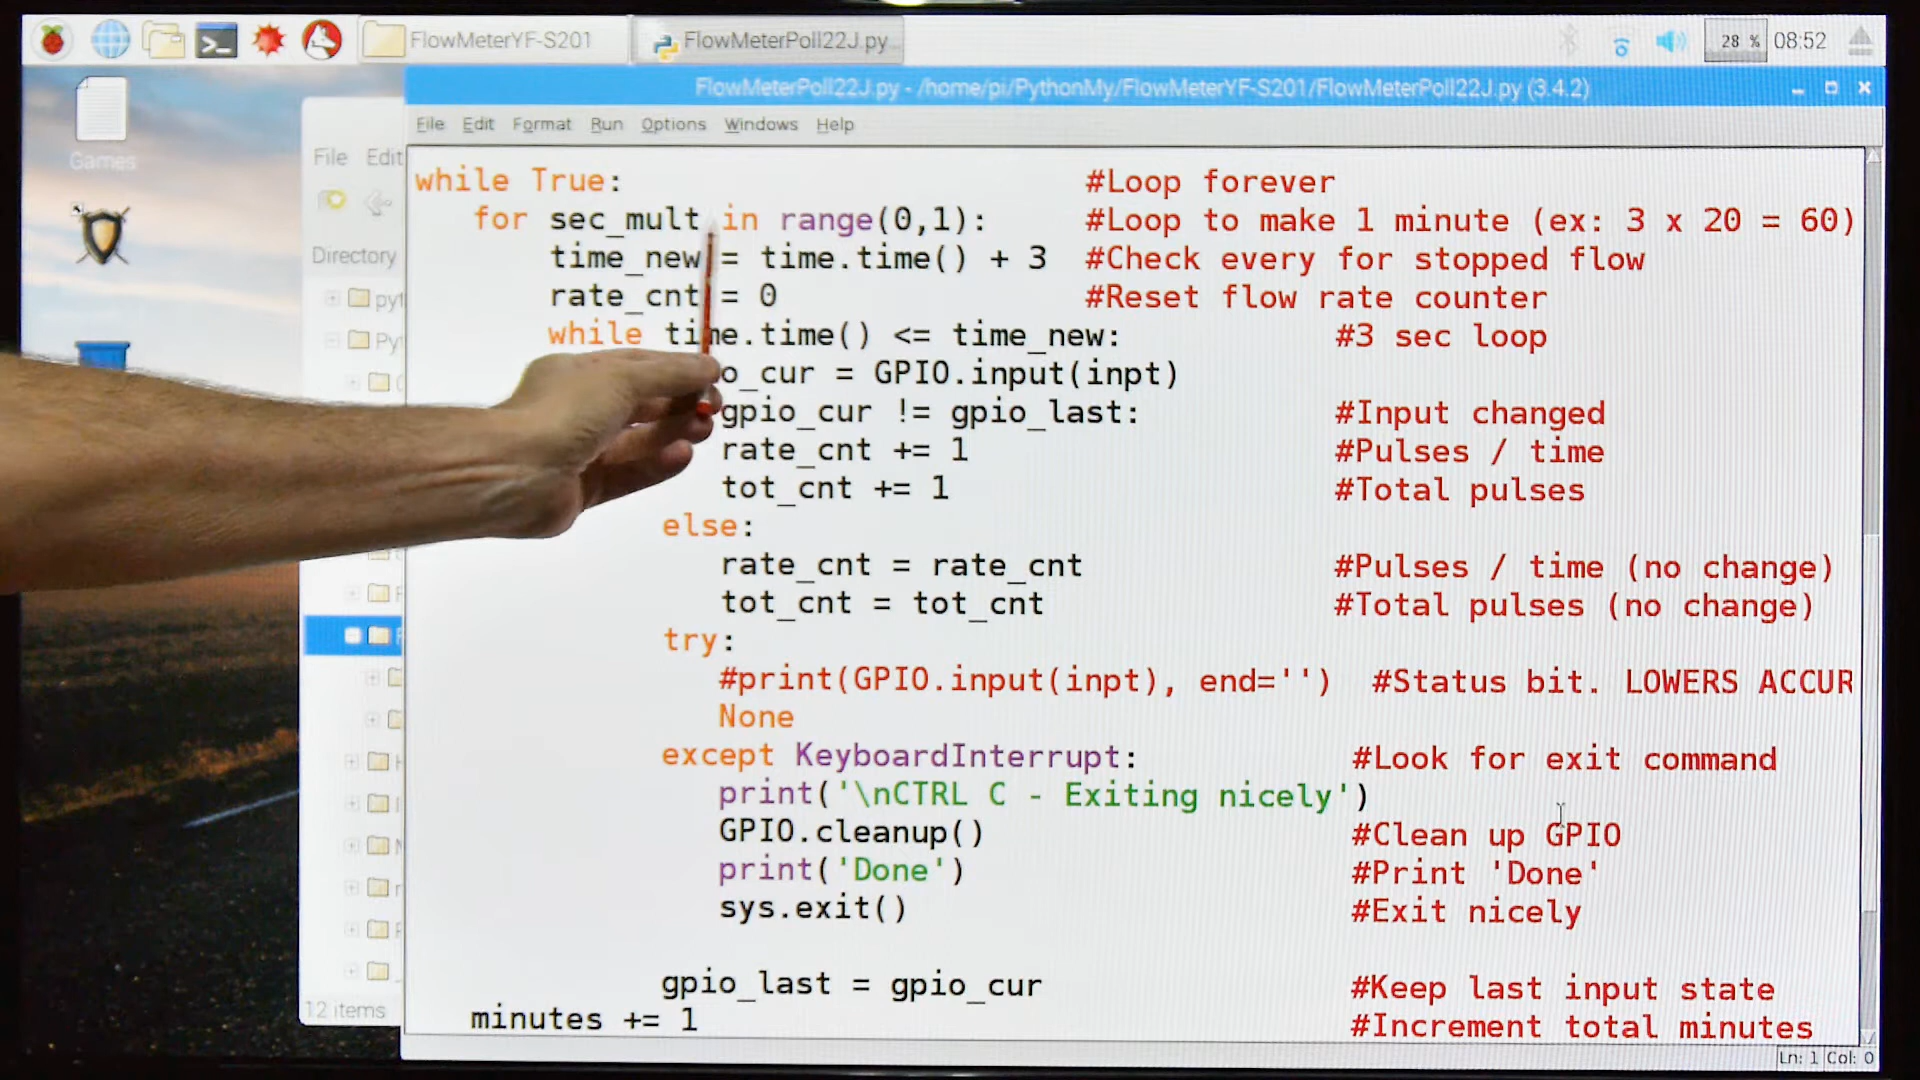 FlowMeterYF-S201
FlowMeterPoll22J.py
28 %
08:52
FlowMeterPoll22J.py - /home/pi/PythonMy/FlowMeterYF-S201/FlowMeterPoll22J.py (3.4.2)
File Edit Format Run Options Windows Help
Games
File Edit
Directory
12 items
while True: #Loop forever
for sec_mult in range(0,1): #Loop to make 1 minute (ex: 3 x 20 = 60)
time_new = time.time() + 3 #Check every for stopped flow
rate_cnt = 0 #Reset flow rate counter
while time.time() <= time_new: #3 sec loop
o_cur = GPIO.input(inpt)
gpio_cur != gpio_last: #Input changed
rate_cnt += 1 #Pulses / time
tot_cnt += 1 #Total pulses
else:
rate_cnt = rate_cnt #Pulses / time (no change)
tot_cnt = tot_cnt #Total pulses (no change)
try:
#print(GPIO.input(inpt), end='') #Status bit. LOWERS ACCUR
None
except KeyboardInterrupt: #Look for exit command
print('\nCTRL C - Exiting nicely')
GPIO.cleanup() #Clean up GPIO
print('Done') #Print 'Done'
sys.exit() #Exit nicely
gpio_last = gpio_cur #Keep last input state
minutes += 1 #Increment total minutes
Ln: 1 Col: 0